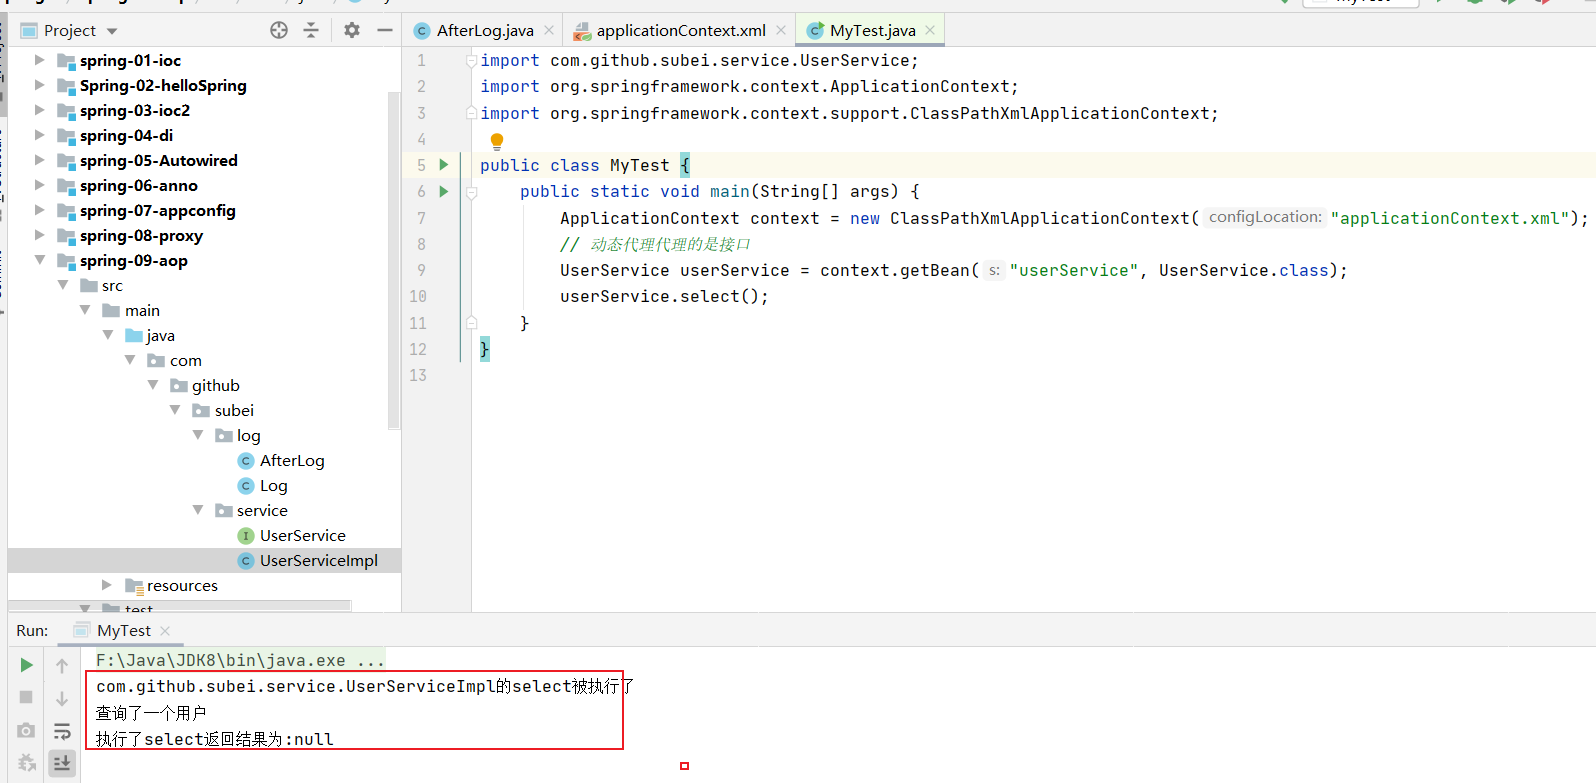 Project
AfterLog.java
applicationContext.xml
MyTest.java
spring-01-ioc
Spring-02-helloSpring
spring-03-ioc2
spring-04-di
spring-05-Autowired
spring-06-anno
spring-07-appconfig
spring-08-proxy
spring-09-aop
src
main
java
com
github
subei
log
AfterLog
Log
service
UserService
UserServiceImpl
resources
test
1 import com.github.subei.service.UserService;
2 import org.springframework.context.ApplicationContext;
3 import org.springframework.context.support.ClassPathXmlApplicationContext;
4
5 public class MyTest {
6 public static void main(String[] args) {
7 ApplicationContext context = new ClassPathXmlApplicationContext( configLocation: "applicationContext.xml");
8 // 动态代理代理的是接口
9 UserService userService = context.getBean( s: "userService", UserService.class);
10 userService.select();
11 }
12 }
13
Run: MyTest
F:\Java\JDK8\bin\java.exe ...
com.github.subei.service.UserServiceImpl的select被执行了
查询了一个用户
执行了select返回结果为:null